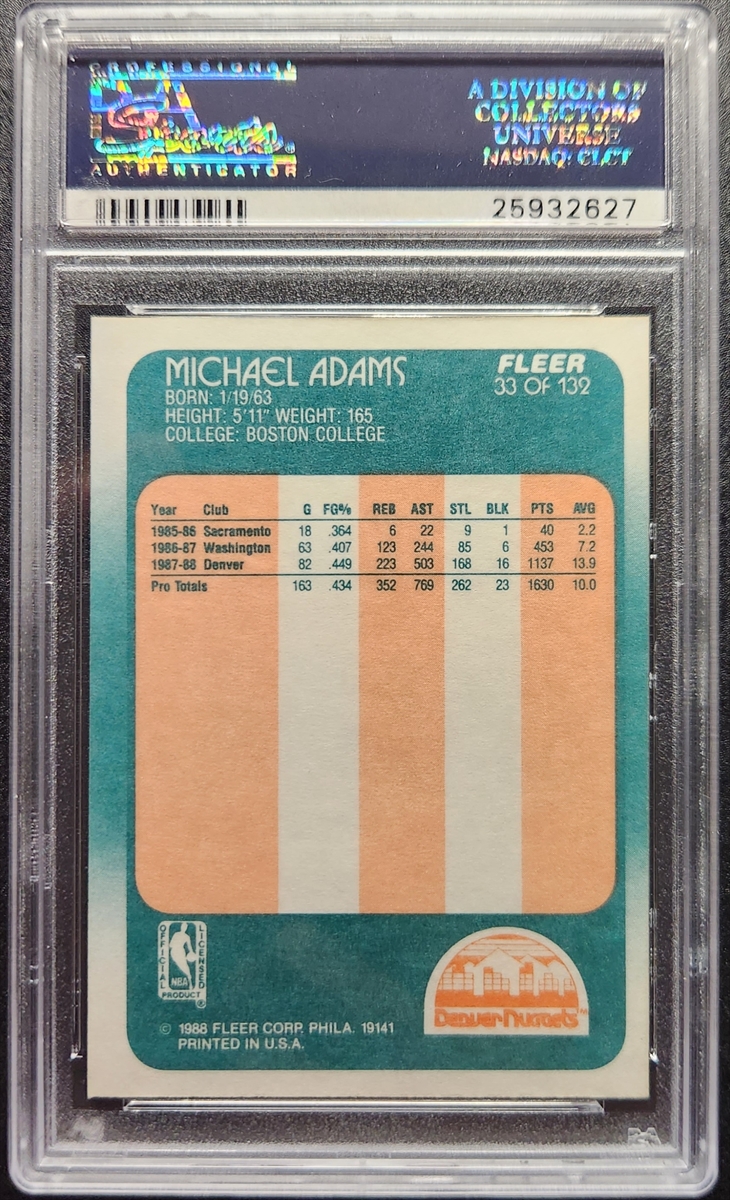 PROFESSIONAL
PSA
AUTHENTICATOR
A DIVISION OF
COLLECTORS
UNIVERSE
NASDAQ: CLCT
25932627
MICHAEL ADAMS
FLEER
33 OF 132
BORN: 1/19/63
HEIGHT: 5'11" WEIGHT: 165
COLLEGE: BOSTON COLLEGE
Year Club G FG% REB AST STL BLK PTS AVG
1985-86 Sacramento 18 .364 6 22 9 1 40 2.2
1986-87 Washington 63 .407 123 244 85 6 453 7.2
1987-88 Denver 82 .449 223 503 168 16 1137 13.9
Pro Totals 163 .434 352 769 262 23 1630 10.0
OFFICIAL LICENSED
NBA
PRODUCT ®
Denver Nuggets
© 1988 FLEER CORP. PHILA. 19141
PRINTED IN U.S.A.